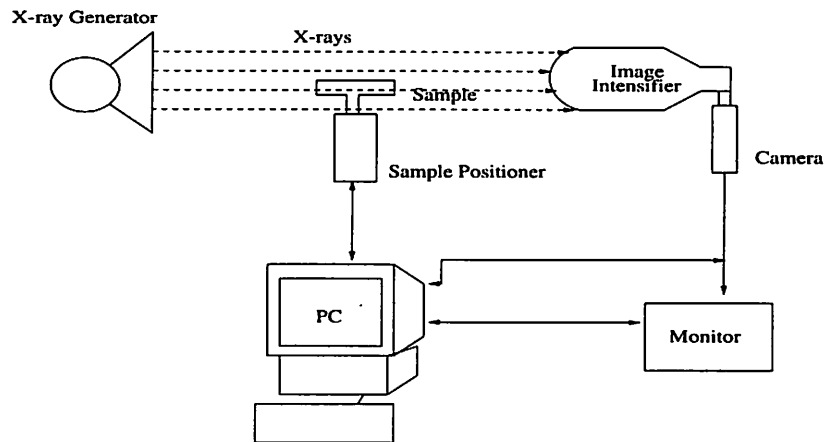 X-ray Generator
X-rays
Image
Intensifier
Sample
Camera
Sample Positioner
PC
Monitor